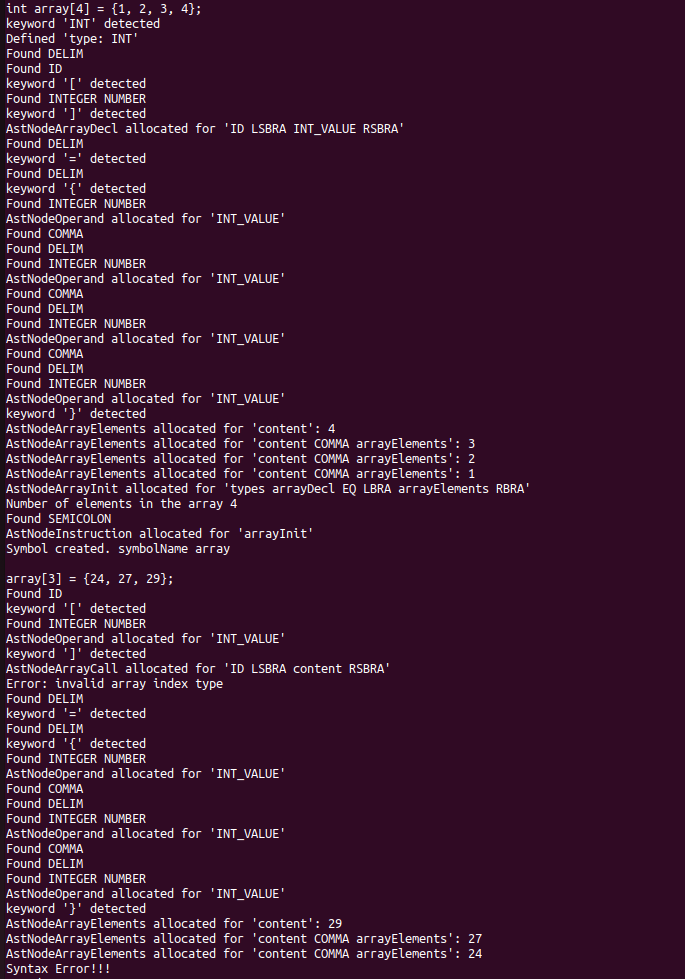 int array[4] = {1, 2, 3, 4};
keyword 'INT' detected
Defined 'type: INT'
Found DELIM
Found ID
keyword '[' detected
Found INTEGER NUMBER
keyword ']' detected
AstNodeArrayDecl allocated for 'ID LSBRA INT_VALUE RSBRA'
Found DELIM
keyword '=' detected
Found DELIM
keyword '{' detected
Found INTEGER NUMBER
AstNodeOperand allocated for 'INT_VALUE'
Found COMMA
Found DELIM
Found INTEGER NUMBER
AstNodeOperand allocated for 'INT_VALUE'
Found COMMA
Found DELIM
Found INTEGER NUMBER
AstNodeOperand allocated for 'INT_VALUE'
Found COMMA
Found DELIM
Found INTEGER NUMBER
AstNodeOperand allocated for 'INT_VALUE'
keyword '}' detected
AstNodeArrayElements allocated for 'content': 4
AstNodeArrayElements allocated for 'content COMMA arrayElements': 3
AstNodeArrayElements allocated for 'content COMMA arrayElements': 2
AstNodeArrayElements allocated for 'content COMMA arrayElements': 1
AstNodeArrayInit allocated for 'types arrayDecl EQ LBRA arrayElements RBRA'
Number of elements in the array 4
Found SEMICOLON
AstNodeInstruction allocated for 'arrayInit'
Symbol created. symbolName array

array[3] = {24, 27, 29};
Found ID
keyword '[' detected
Found INTEGER NUMBER
AstNodeOperand allocated for 'INT_VALUE'
keyword ']' detected
AstNodeArrayCall allocated for 'ID LSBRA content RSBRA'
Error: invalid array index type
Found DELIM
keyword '=' detected
Found DELIM
keyword '{' detected
Found INTEGER NUMBER
AstNodeOperand allocated for 'INT_VALUE'
Found COMMA
Found DELIM
Found INTEGER NUMBER
AstNodeOperand allocated for 'INT_VALUE'
Found COMMA
Found DELIM
Found INTEGER NUMBER
AstNodeOperand allocated for 'INT_VALUE'
keyword '}' detected
AstNodeArrayElements allocated for 'content': 29
AstNodeArrayElements allocated for 'content COMMA arrayElements': 27
AstNodeArrayElements allocated for 'content COMMA arrayElements': 24
Syntax Error!!!